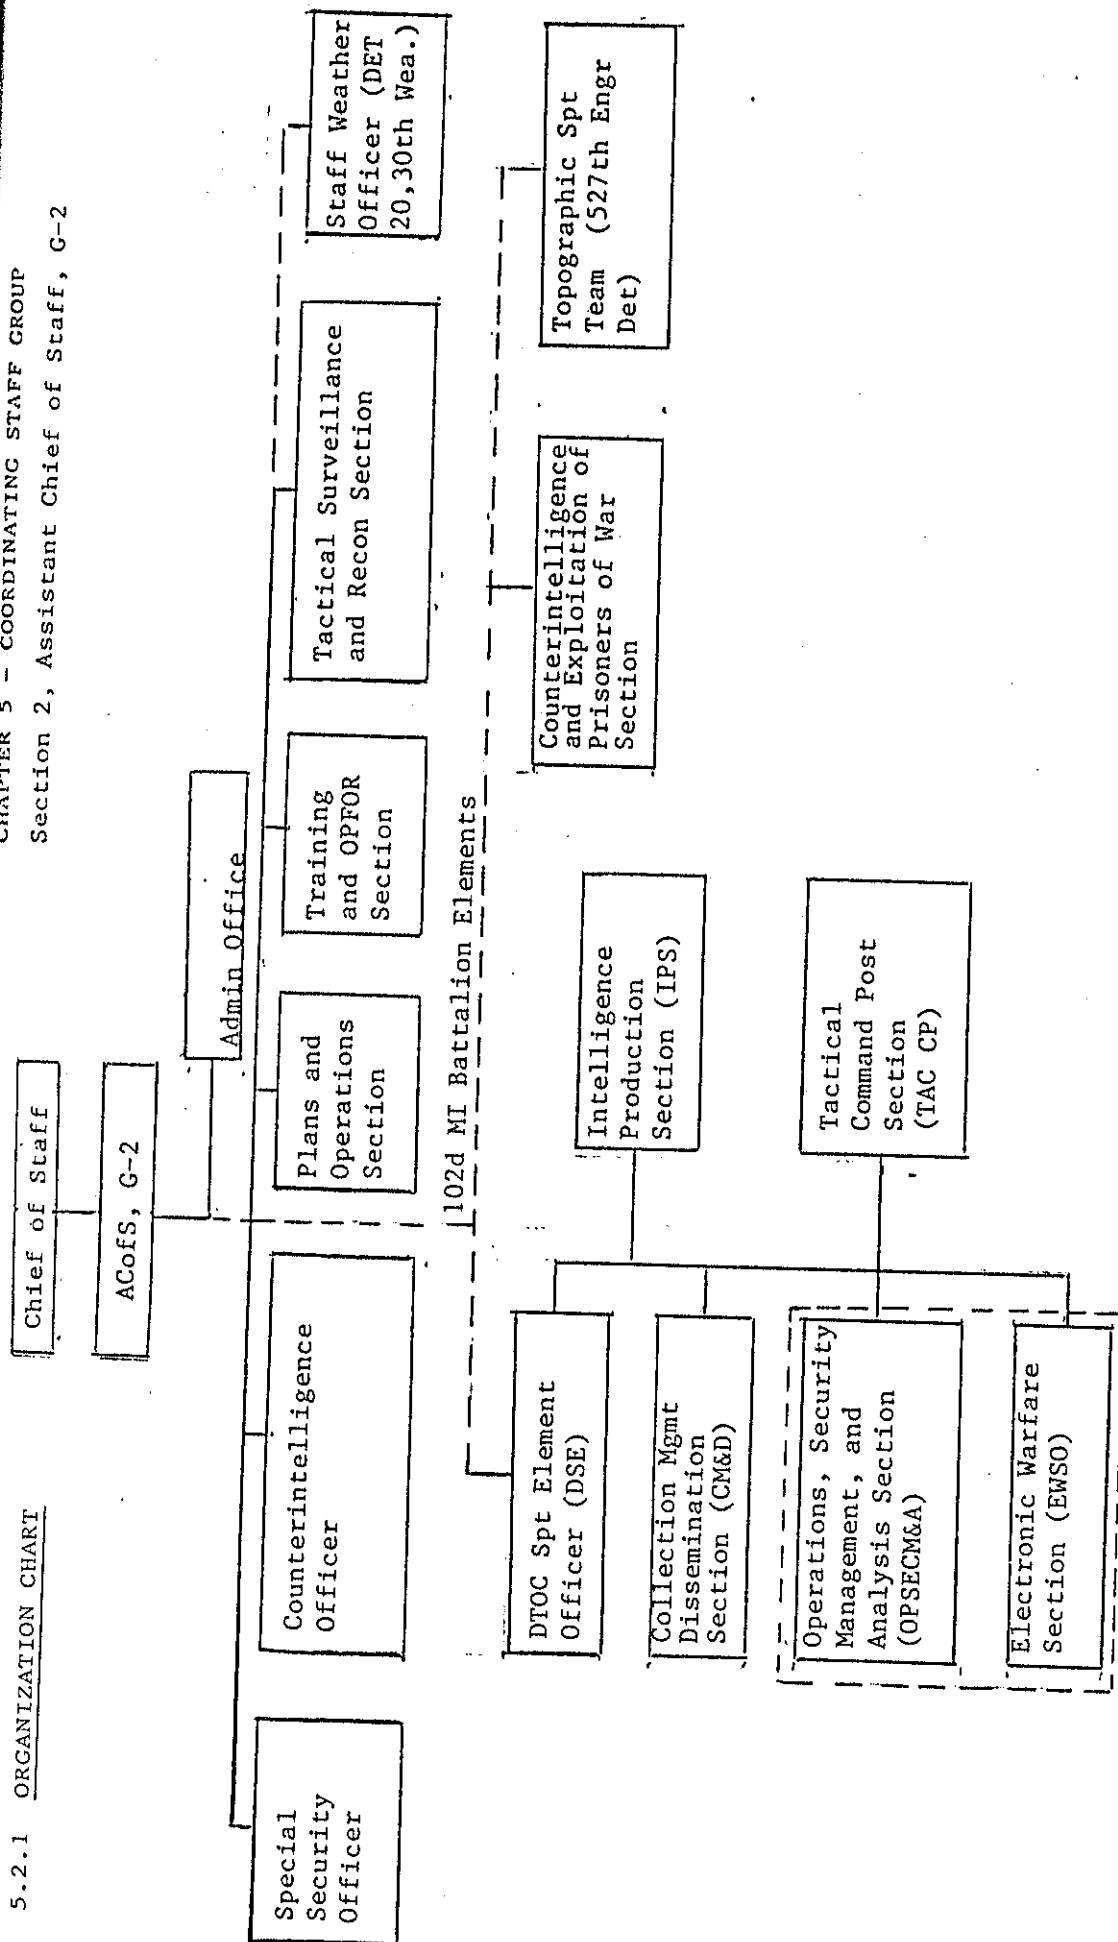 CHAPTER 5 - COORDINATING STAFF GROUP
Section 2, Assistant Chief of Staff, G-2
5.2.1 ORGANIZATION CHART
Chief of Staff
ACofS, G-2
Admin Office
Special
Security
Officer
Counterintelligence
Officer
Plans and
Operations
Section
Training
and OPFOR
Section
Tactical Surveillance
and Recon Section
Staff Weather
Officer (DET
20,30th Wea.)
102d MI Battalion Elements
DTOC Spt Element
Officer (DSE)
Collection Mgmt
Dissemination
Section (CM&D)
Operations, Security
Management, and
Analysis Section
(OPSECM&A)
Electronic Warfare
Section (EWSO)
Intelligence
Production
Section (IPS)
Tactical
Command Post
Section
(TAC CP)
Counterintelligence
and Exploitation of
Prisoners of War
Section
Topographic Spt
Team (527th Engr
Det)